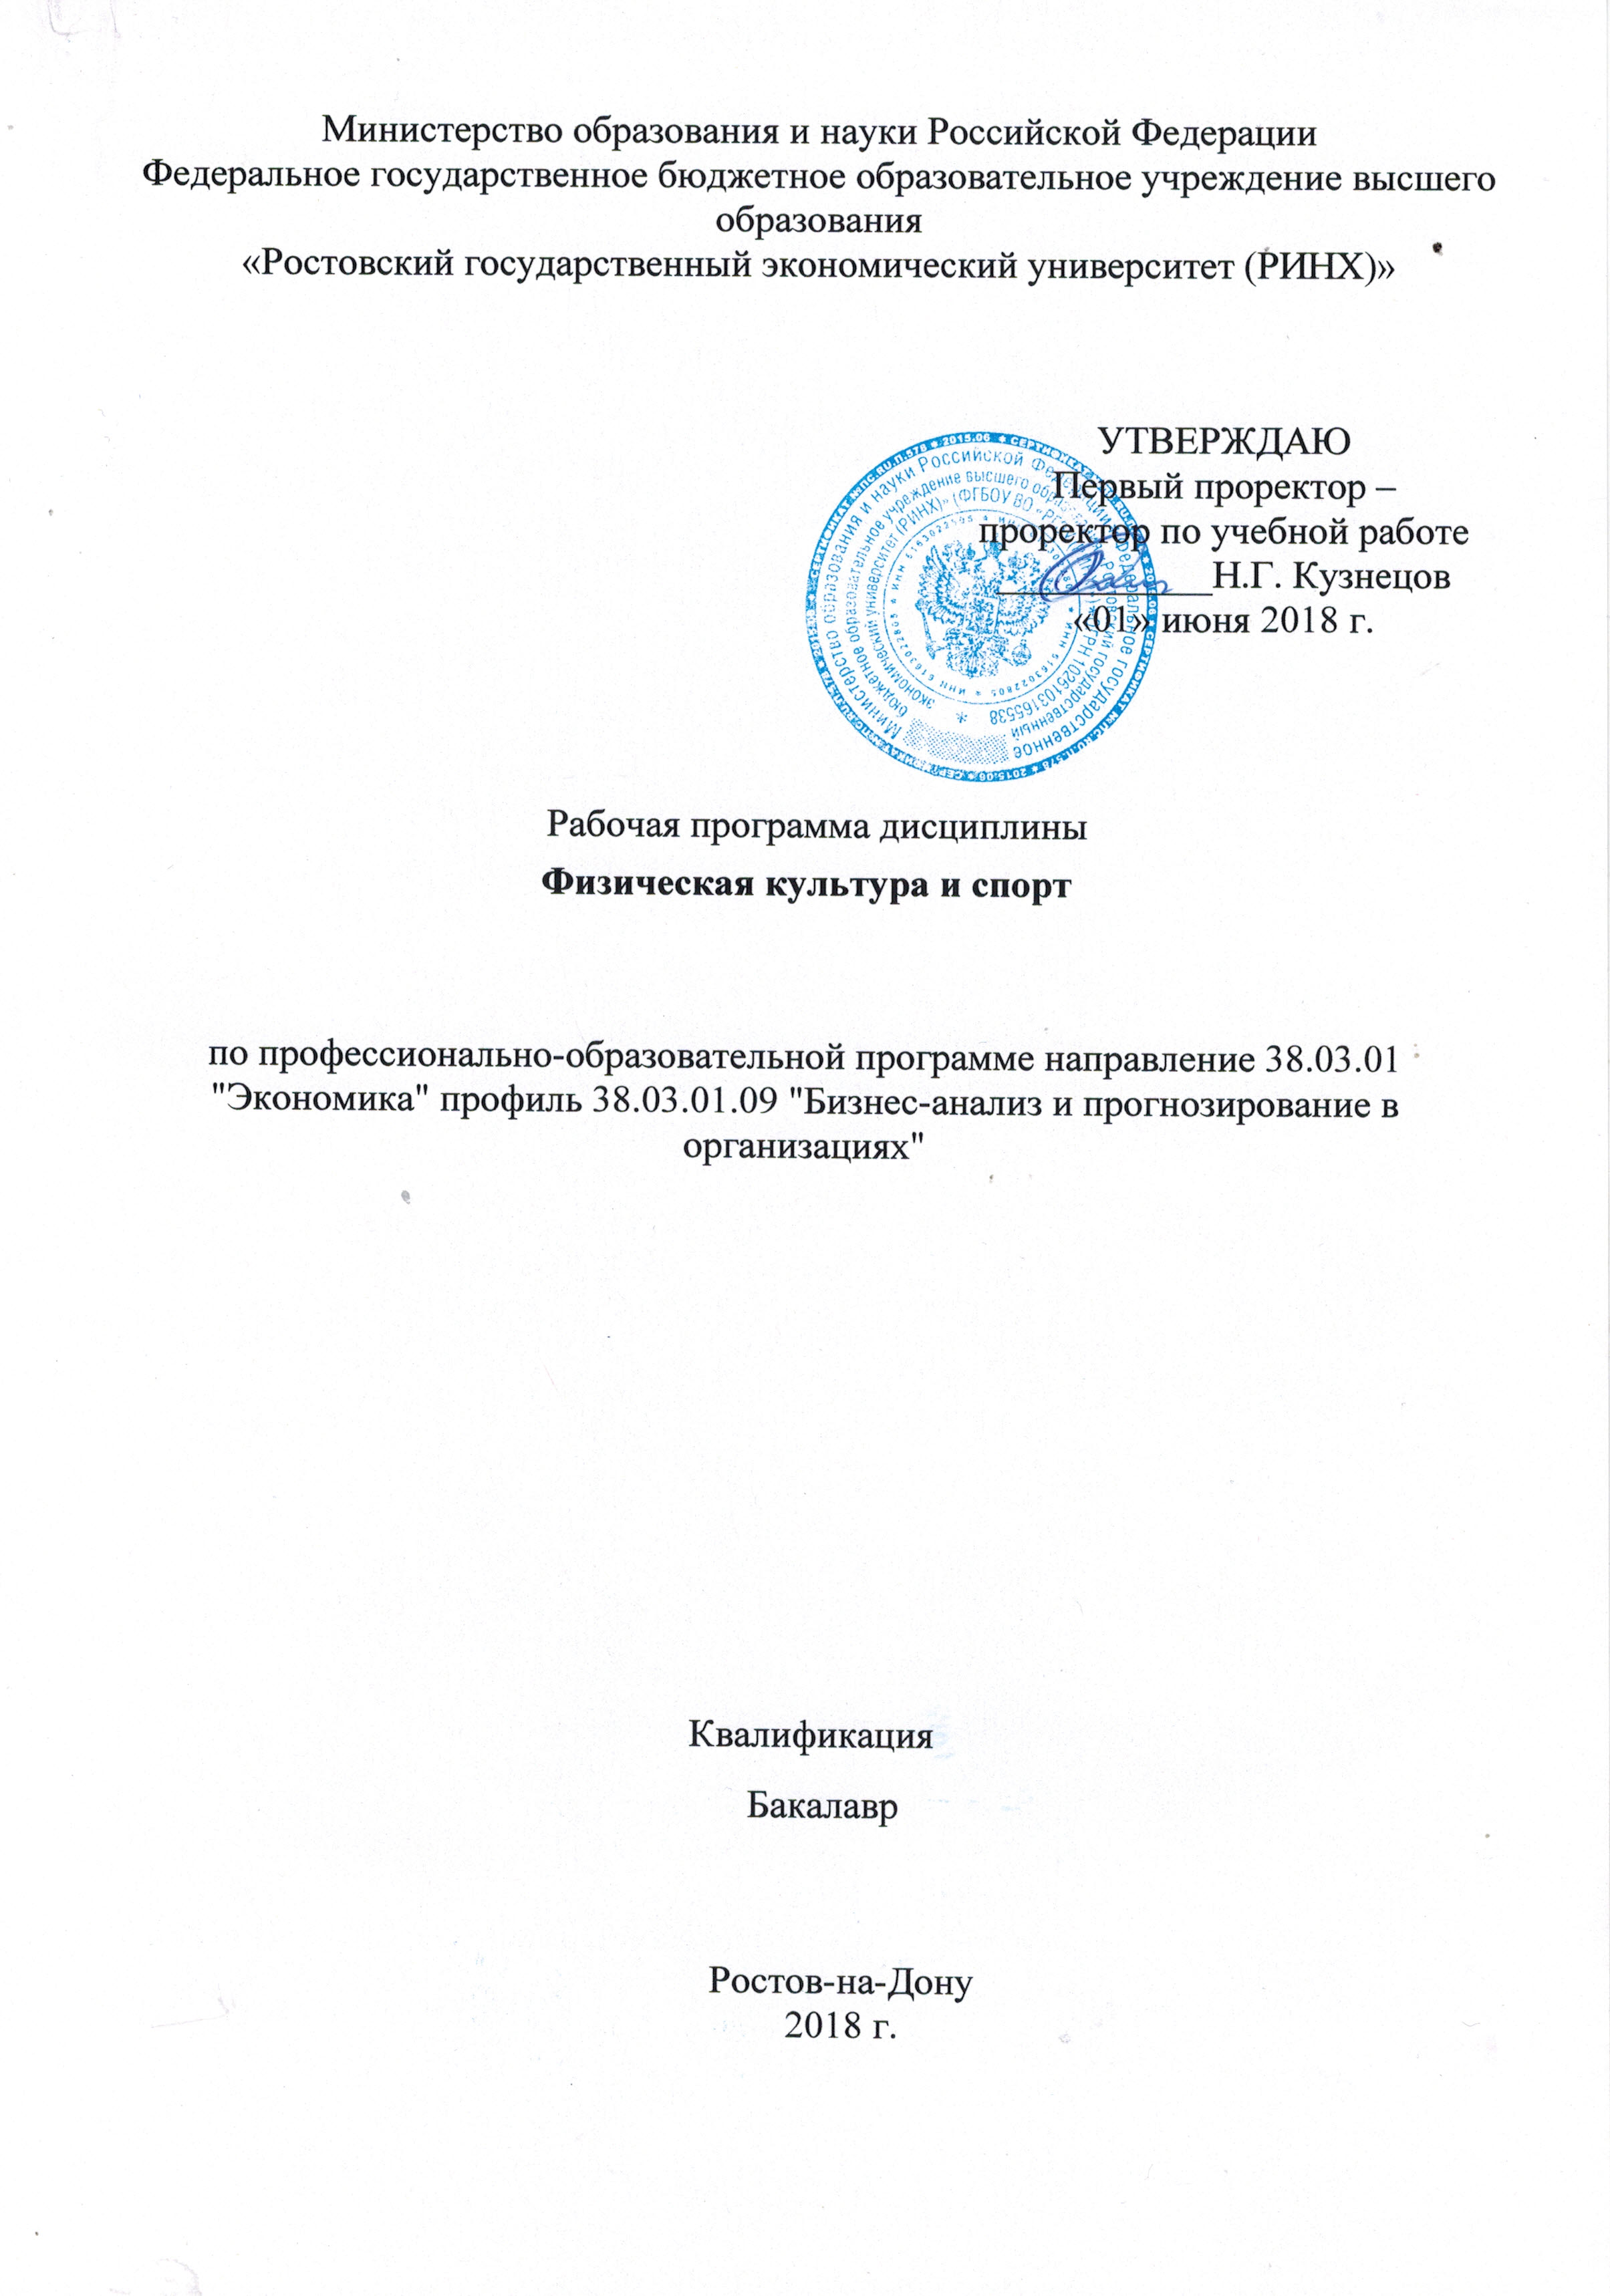 Министерство образования и науки Российской Федерации
Федеральное государственное бюджетное образовательное учреждение высшего
образования
«Ростовский государственный экономический университет (РИНХ)»
УТВЕРЖДАЮ
Первый проректор –
проректор по учебной работе
Н.Г. Кузнецов
«01» июня 2018 г.
Рабочая программа дисциплины
Физическая культура и спорт
по профессионально-образовательной программе направление 38.03.01
"Экономика" профиль 38.03.01.09 "Бизнес-анализ и прогнозирование в
организациях"
Квалификация
Бакалавр
Ростов-на-Дону
2018 г.